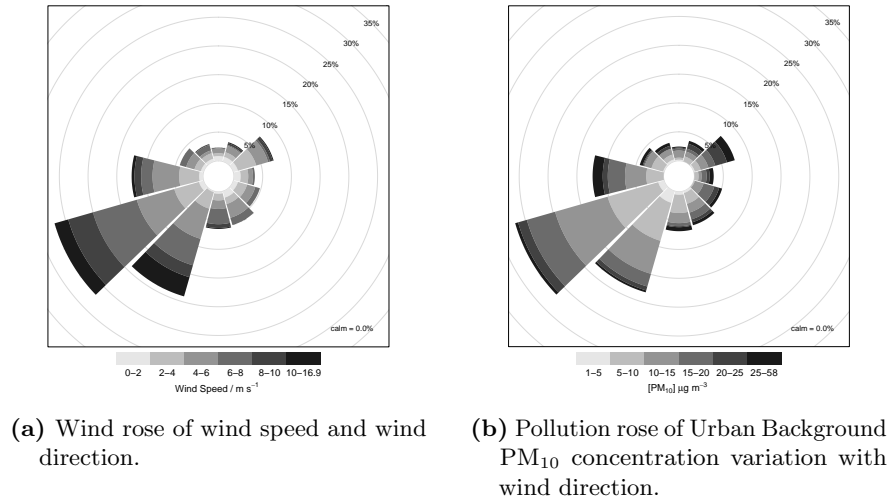 35%
30%
25%
20%
15%
10%
5%
calm = 0.0%
0–2 2–4 4–6 6–8 8–10 10–16.9
Wind Speed / m s⁻¹
(a) Wind rose of wind speed and wind
direction.
35%
30%
25%
20%
15%
10%
5%
calm = 0.0%
1–5 5–10 10–15 15–20 20–25 25–58
[PM₁₀] µg m⁻³
(b) Pollution rose of Urban Background
PM₁₀ concentration variation with
wind direction.